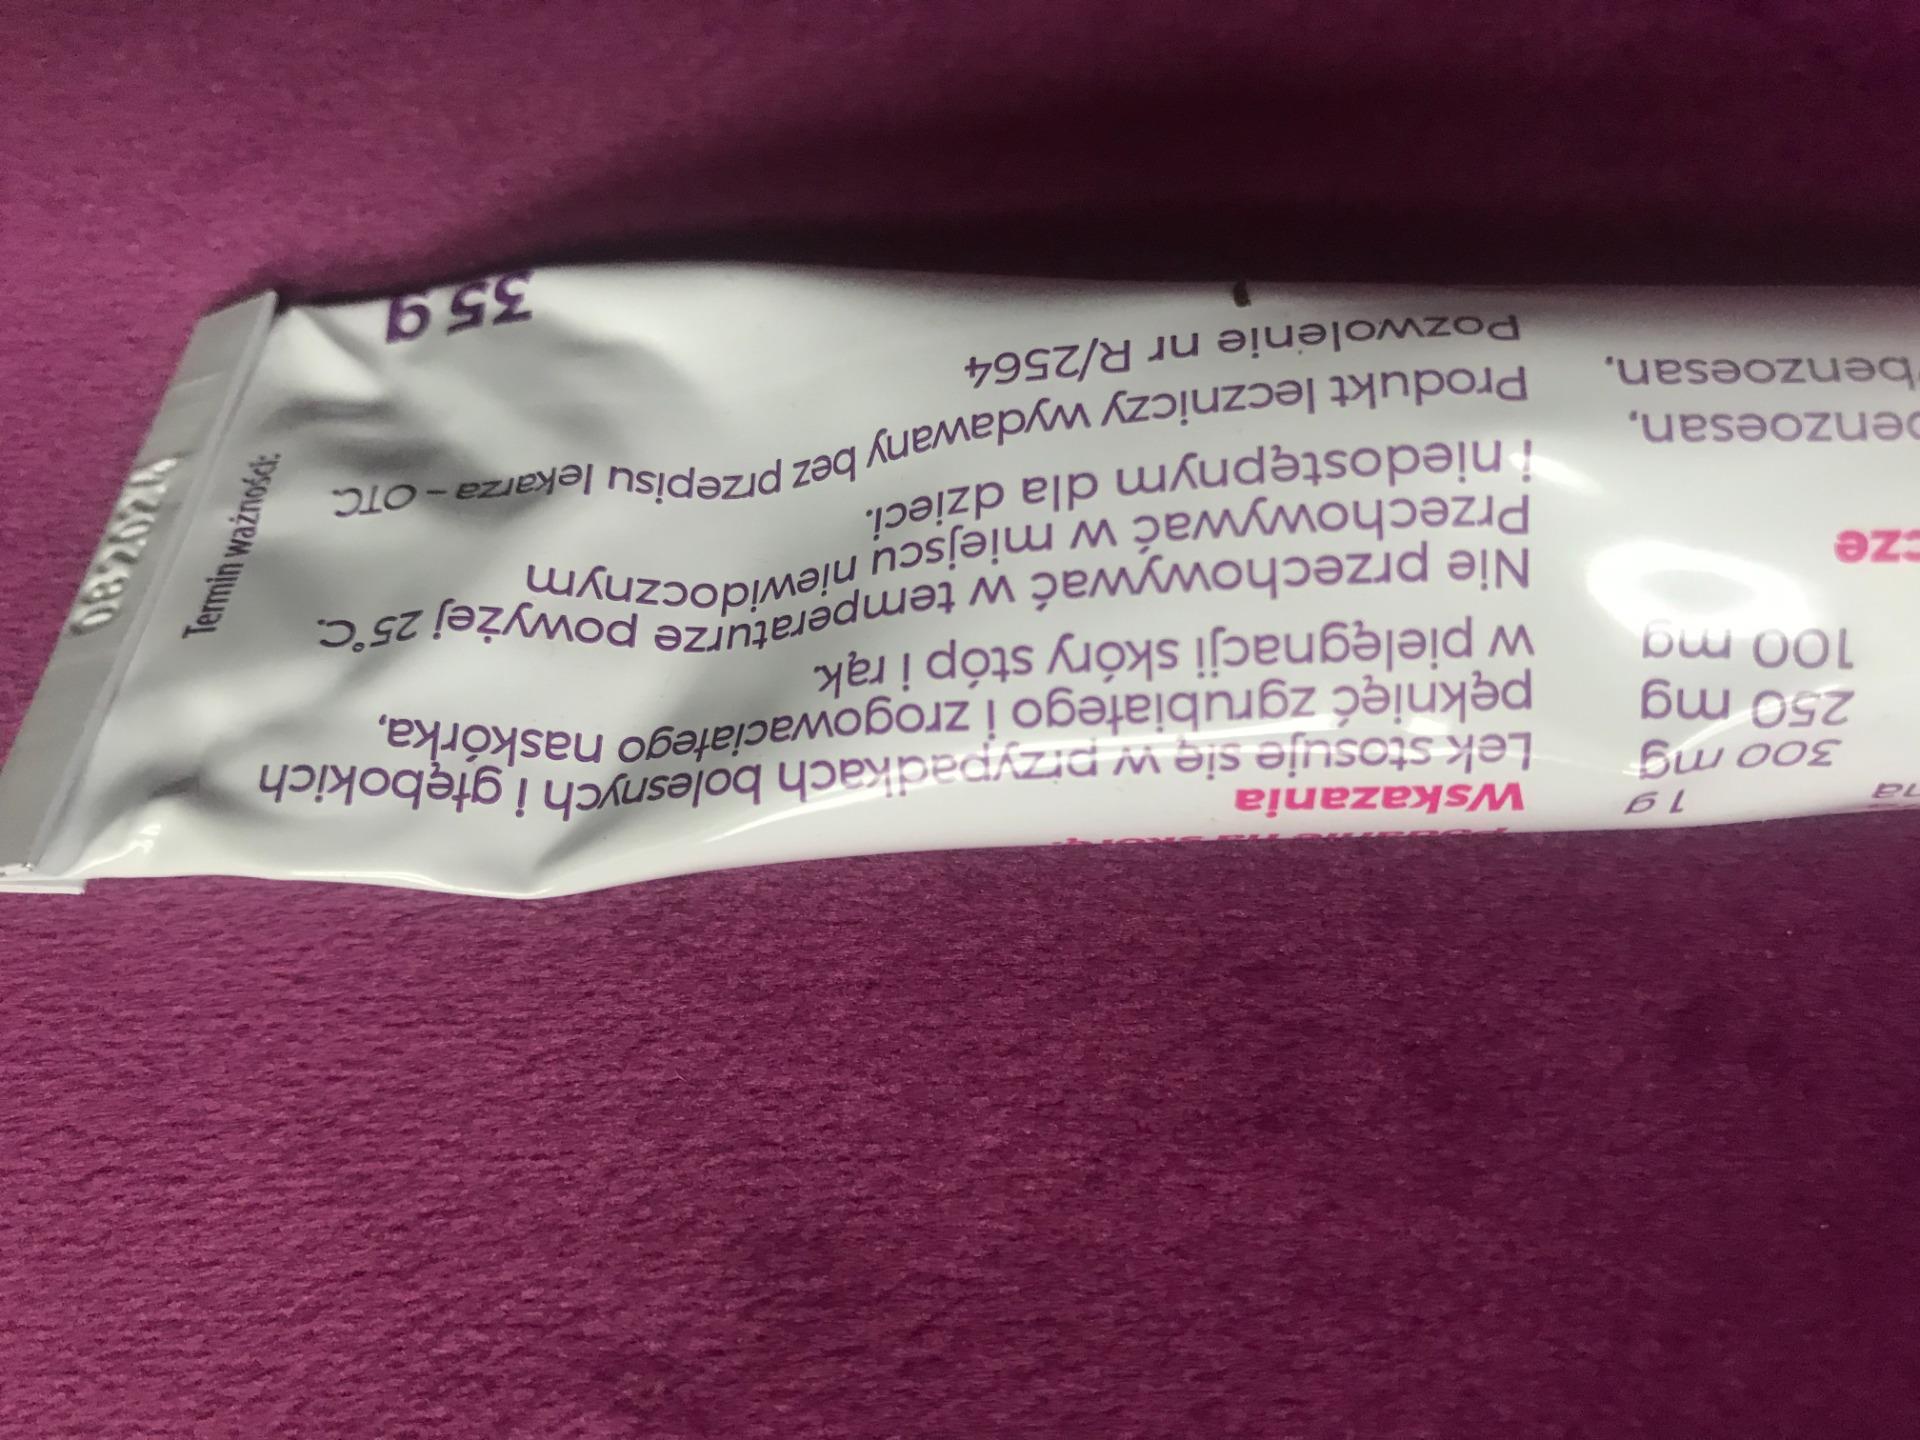 1 g
300 mg
250 mg
100 mg
benzoesan,
Wskazania
Lek stosuje się w przypadkach bolesnych i głębokich
pęknięć zgrubiałego i zrogowaciałego naskórka,
w pielęgnacji skóry stóp i rąk.
Nie przechowywać w temperaturze powyżej 25°C.
Przechowywać w miejscu niewidocznym
i niedostępnym dla dzieci.
Produkt leczniczy wydawany bez przepisu lekarza – OTC.
Pozwolenie nr R/2564
35 g
Termin ważności: